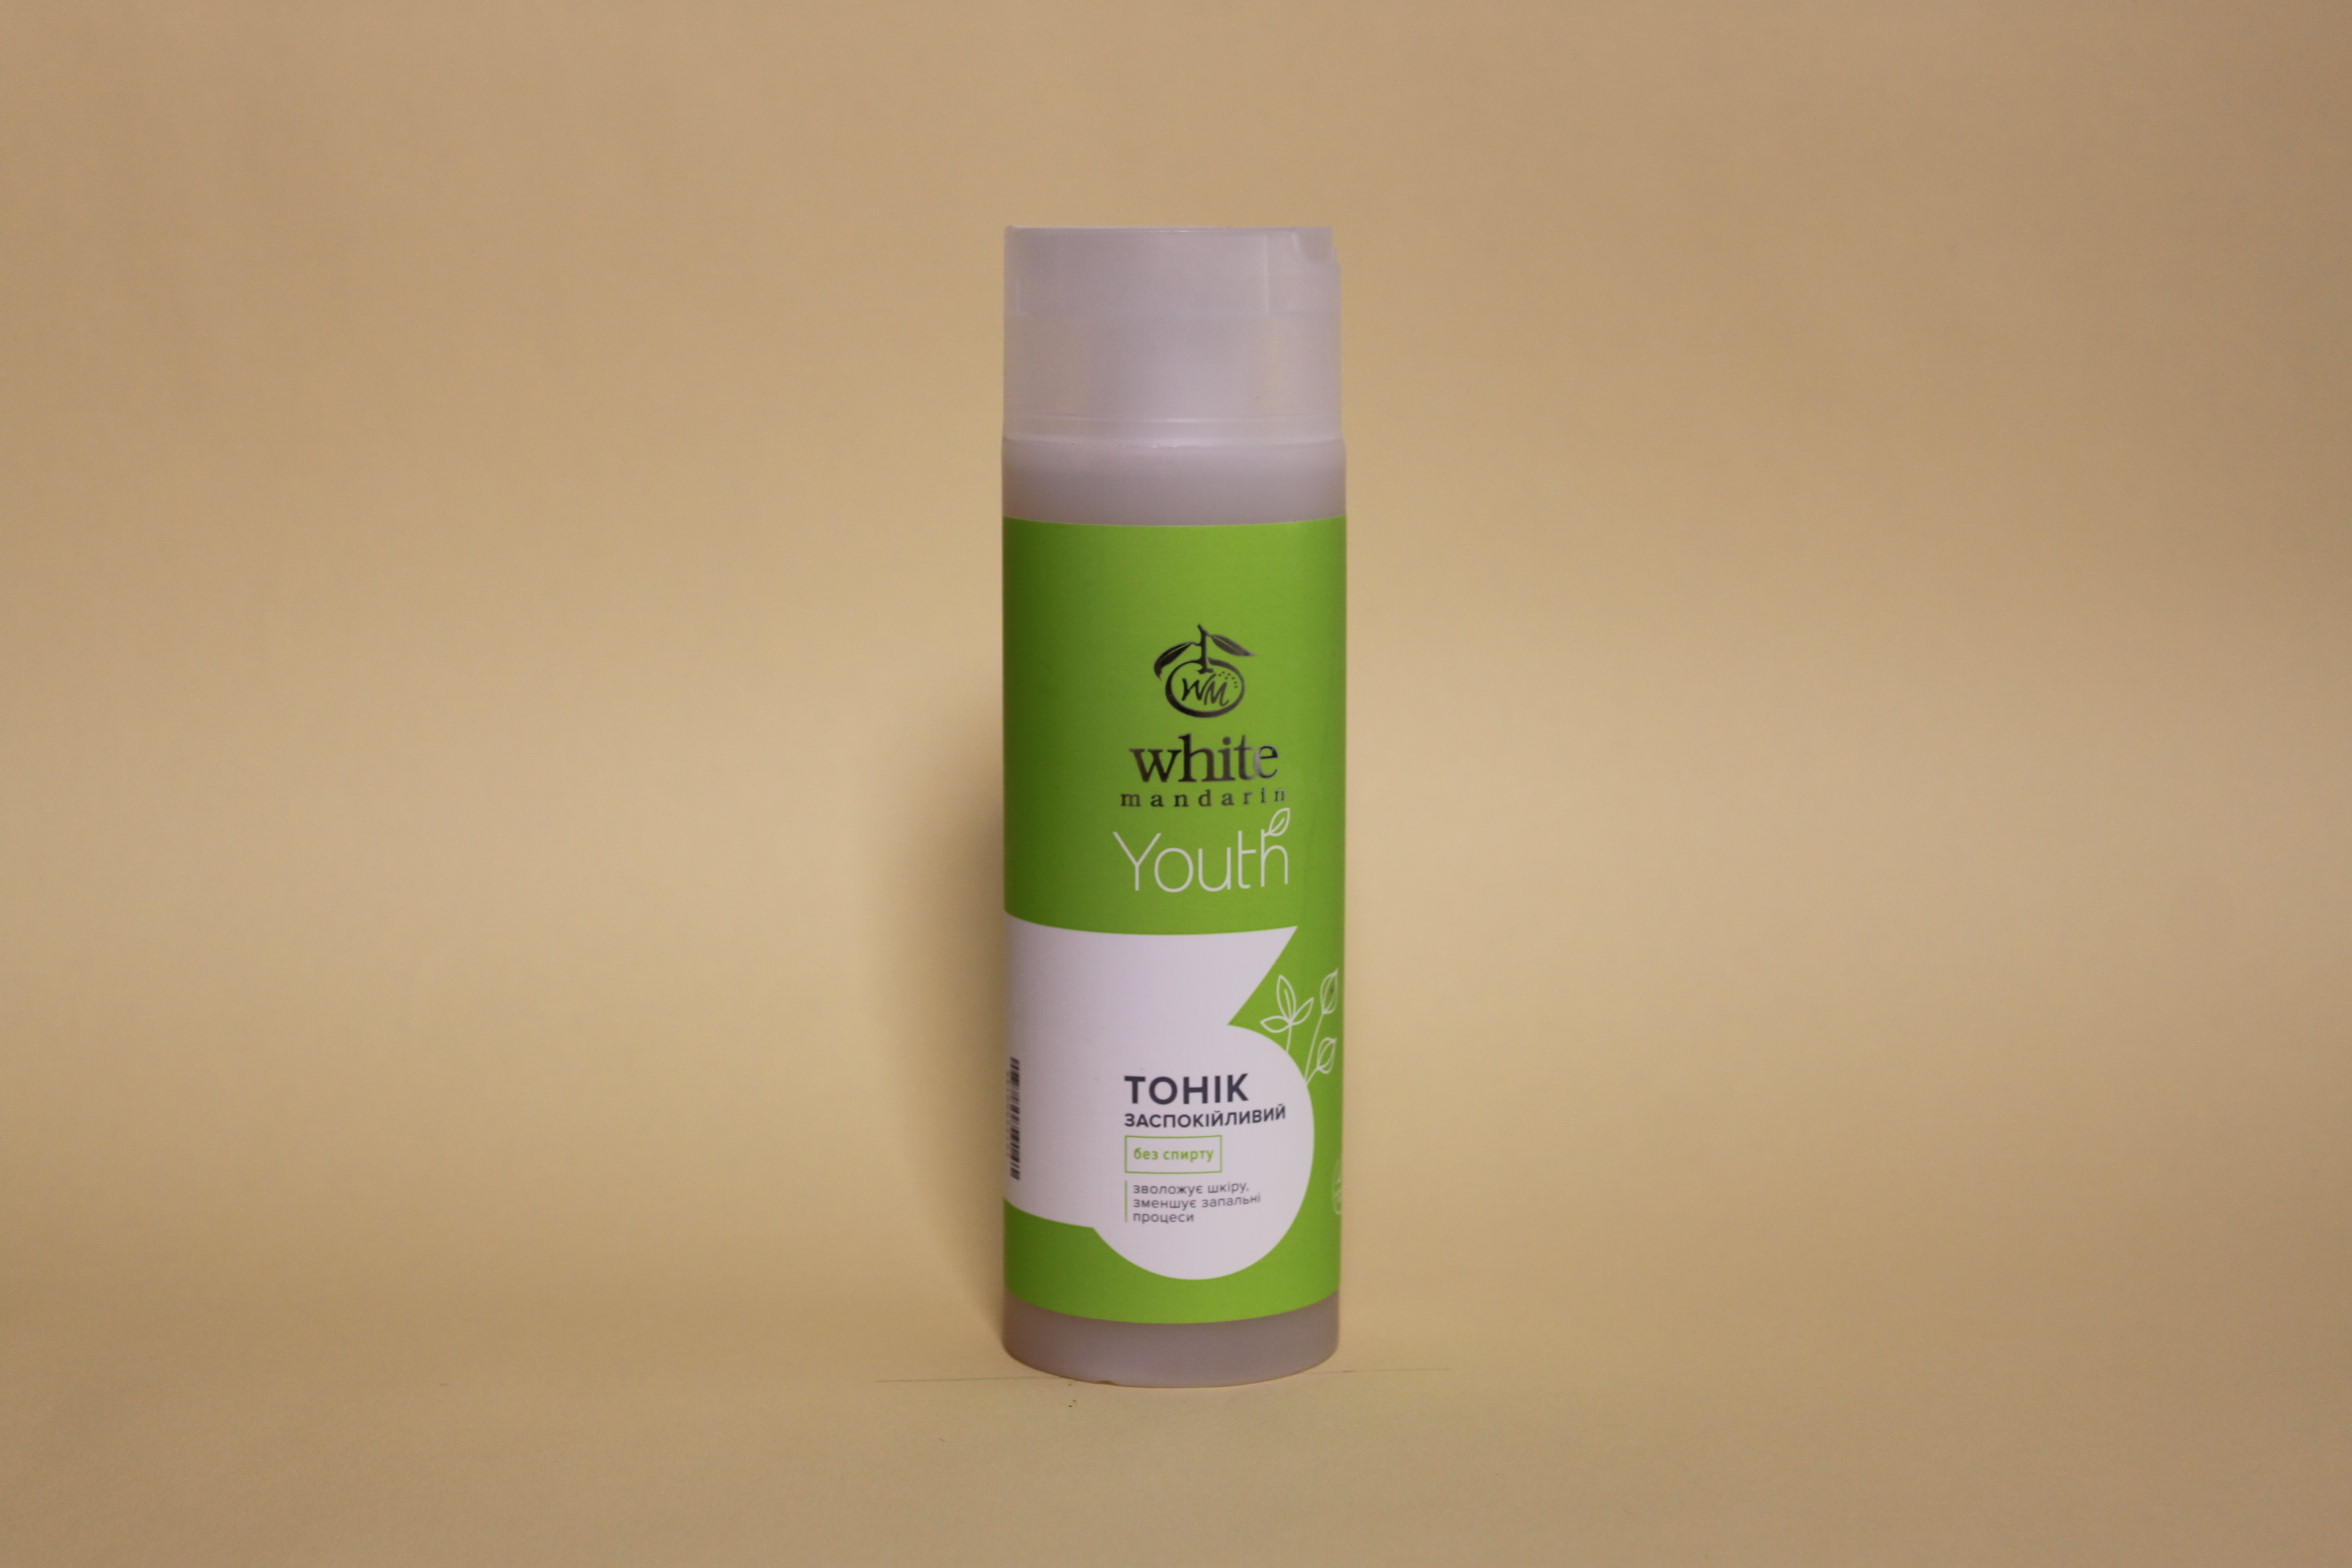 WM
white
mandarin
Youth
ТОНІК
ЗАСПОКІЙЛИВИЙ
без спирту
зволожує шкіру,
зменшує запальні
процеси